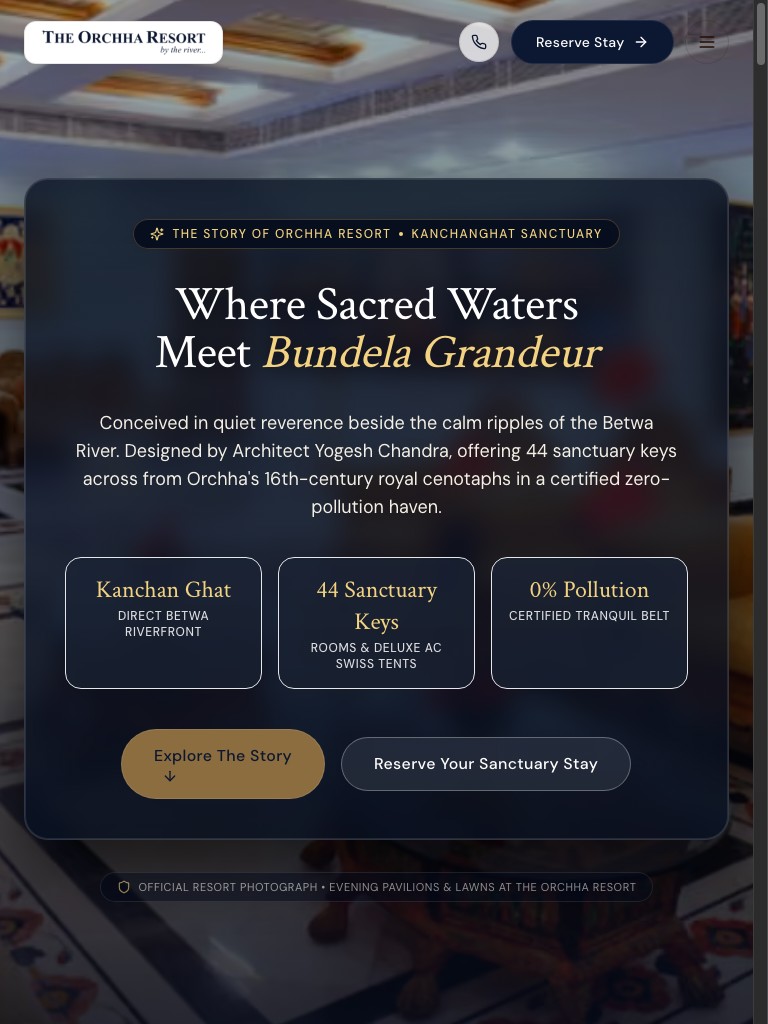 THE ORCHHA RESORT
by the river...
Reserve Stay →
THE STORY OF ORCHHA RESORT • KANCHANGHAT SANCTUARY
Where Sacred Waters
Meet Bundela Grandeur
Conceived in quiet reverence beside the calm ripples of the Betwa
River. Designed by Architect Yogesh Chandra, offering 44 sanctuary keys
across from Orchha's 16th-century royal cenotaphs in a certified zero-
pollution haven.
Kanchan Ghat
DIRECT BETWA
RIVERFRONT
44 Sanctuary
Keys
ROOMS & DELUXE AC
SWISS TENTS
0% Pollution
CERTIFIED TRANQUIL BELT
Explore The Story
↓
Reserve Your Sanctuary Stay
OFFICIAL RESORT PHOTOGRAPH • EVENING PAVILIONS & LAWNS AT THE ORCHHA RESORT